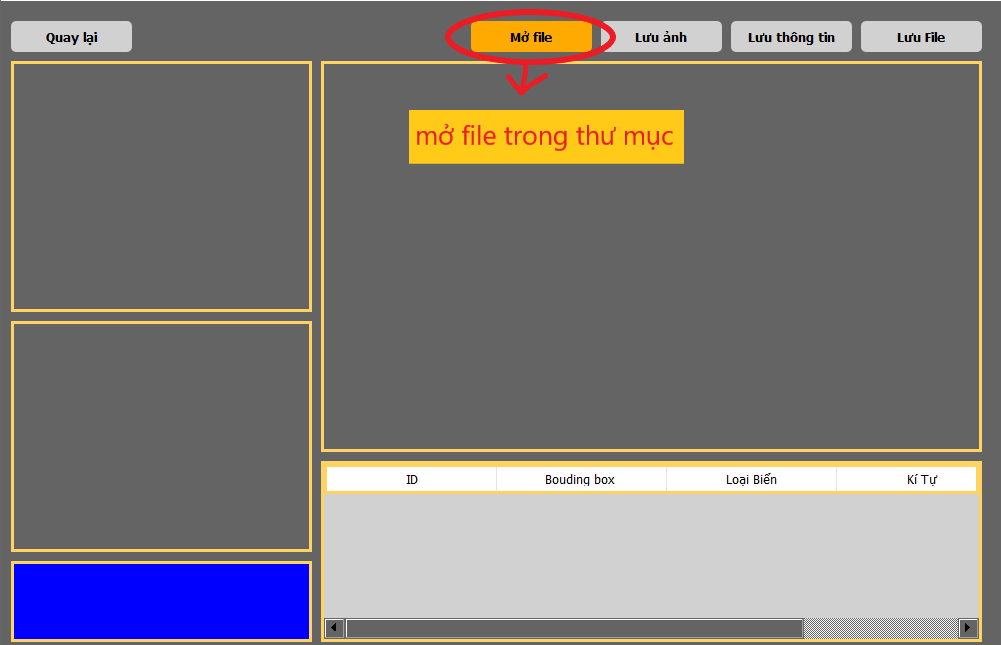 Quay lại
Mở file
Lưu ảnh
Lưu thông tin
Lưu File
mở file trong thư mục
ID
Bouding box
Loại Biển
Kí Tự